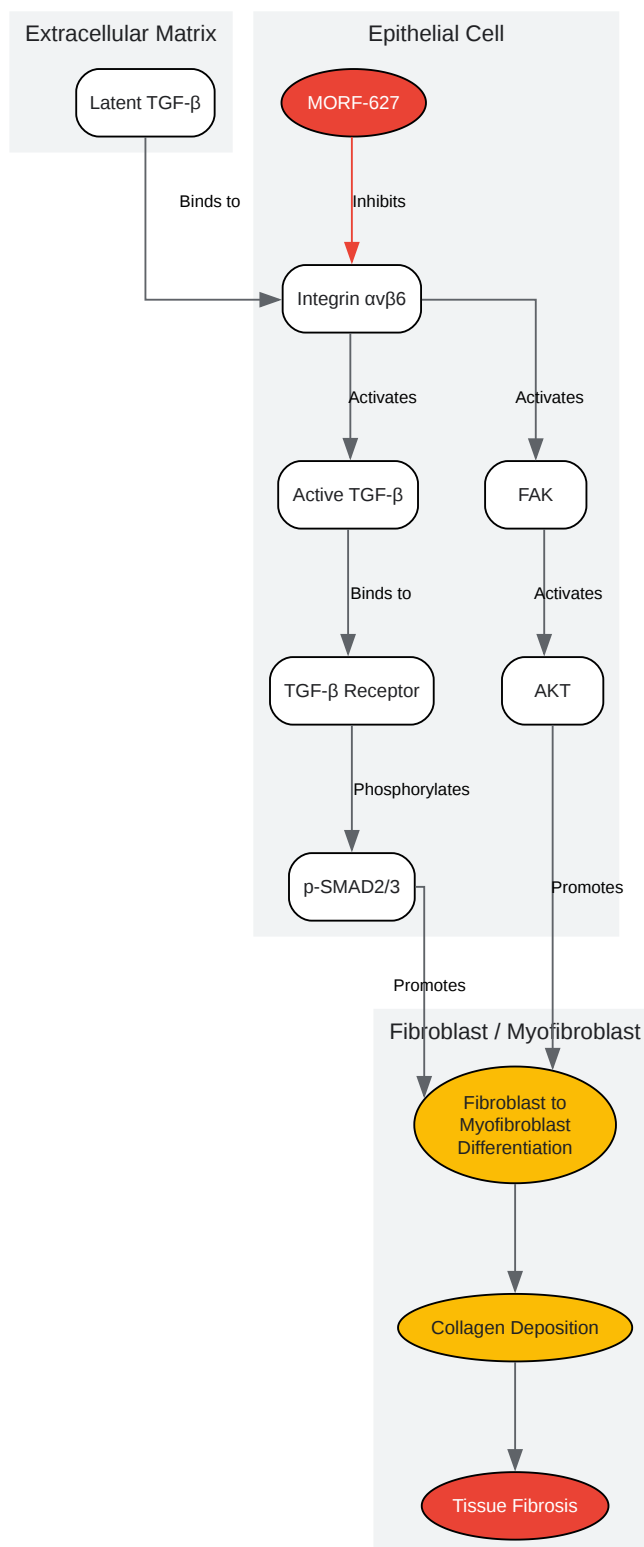 Extracellular Matrix
Epithelial Cell
Latent TGF-β
MORF-627
Binds to
Inhibits
Integrin αvβ6
Activates
Activates
Active TGF-β
FAK
Binds to
Activates
TGF-β Receptor
AKT
Phosphorylates
p-SMAD2/3
Promotes
Promotes
Fibroblast / Myofibroblast
Fibroblast to
Myofibroblast
Differentiation
Collagen Deposition
Tissue Fibrosis